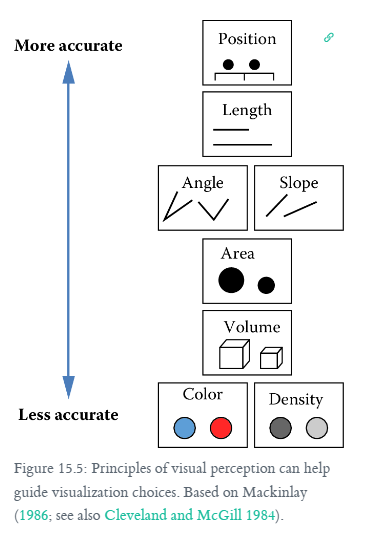 More accurate
Position
Length
Angle
Slope
Area
Volume
Color
Density
Less accurate
Figure 15.5: Principles of visual perception can help
guide visualization choices. Based on Mackinlay
(1986; see also Cleveland and McGill 1984).